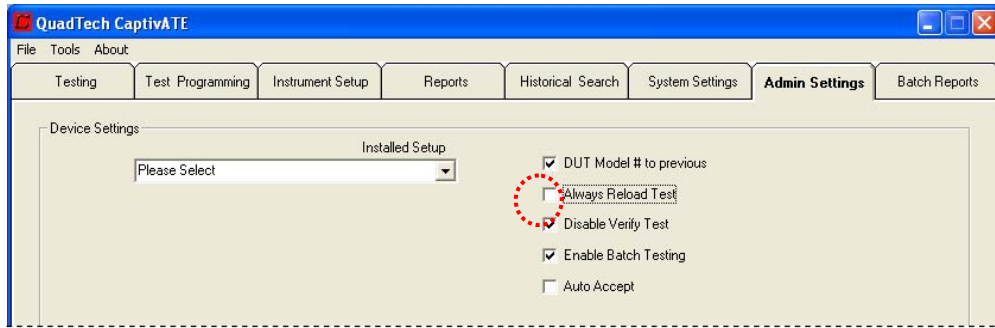 QuadTech CaptivATE
File Tools About
Testing Test Programming Instrument Setup Reports Historical Search System Settings Admin Settings Batch Reports
Device Settings
Installed Setup
Please Select
DUT Model # to previous
Always Reload Test
Disable Verify Test
Enable Batch Testing
Auto Accept